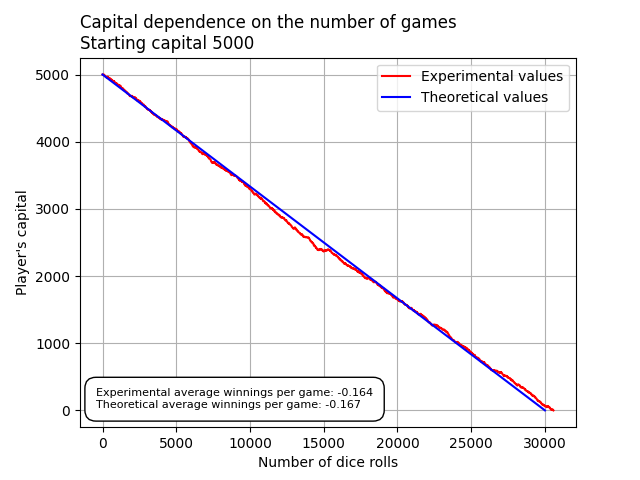 Capital dependence on the number of games
Starting capital 5000
Experimental values
Theoretical values
Player's capital
5000
4000
3000
2000
1000
0
Experimental average winnings per game: -0.164
Theoretical average winnings per game: -0.167
0 5000 10000 15000 20000 25000 30000
Number of dice rolls